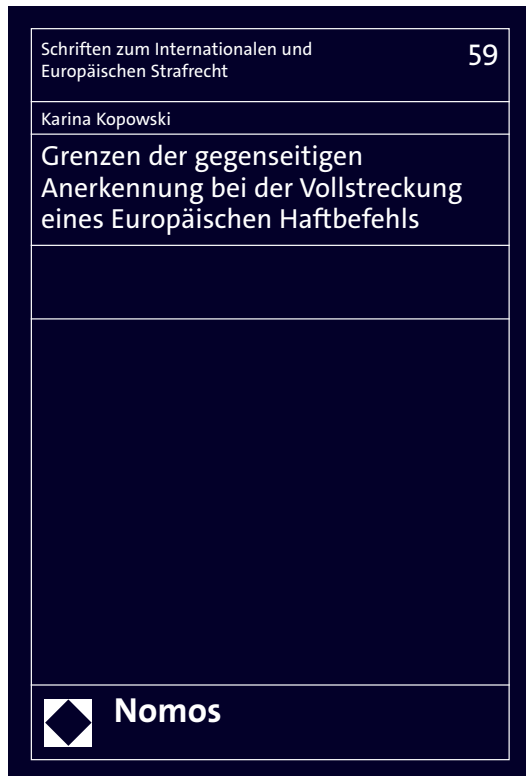 Schriften zum Internationalen und
Europäischen Strafrecht
59
Karina Kopowski
Grenzen der gegenseitigen
Anerkennung bei der Vollstreckung
eines Europäischen Haftbefehls
Nomos